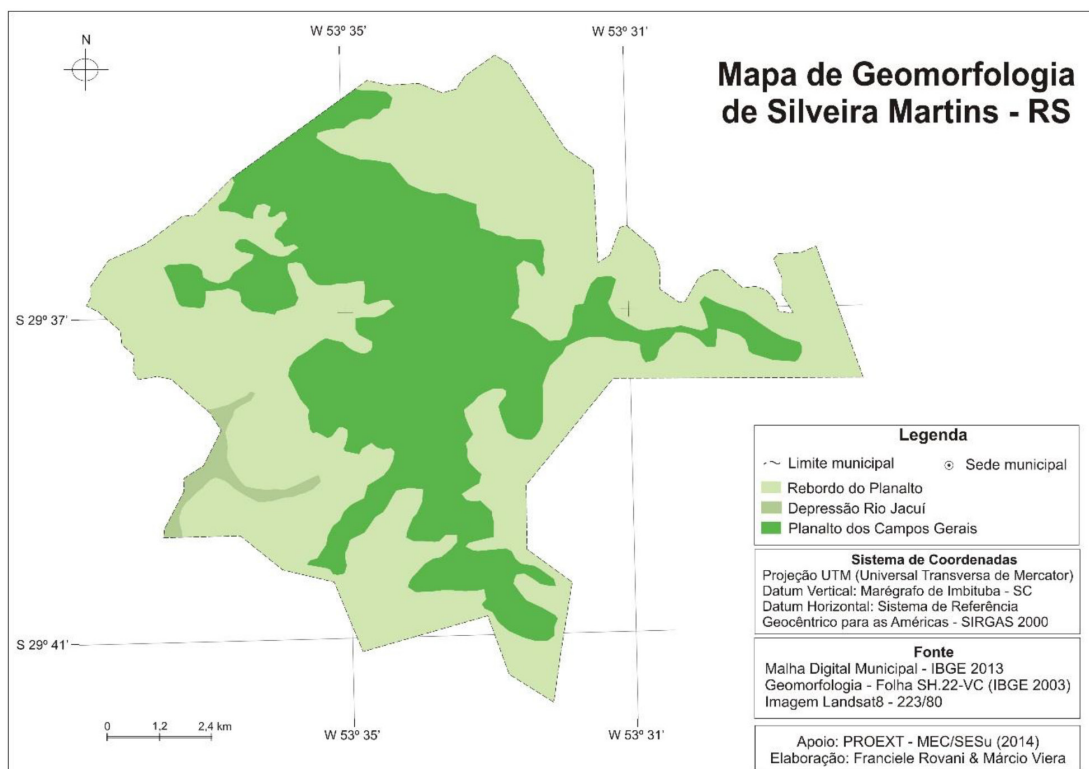 W 53º 35'
W 53º 31'
N
Mapa de Geomorfologia
de Silveira Martins - RS
S 29º 37'
S 29º 41'
0 1,2 2,4 km
W 53º 35'
W 53º 31'
Legenda
Limite municipal
Sede municipal
Rebordo do Planalto
Depressão Rio Jacuí
Planalto dos Campos Gerais
Sistema de Coordenadas
Projeção UTM (Universal Transversa de Mercator)
Datum Vertical: Marégrafo de Imbituba - SC
Datum Horizontal: Sistema de Referência
Geocêntrico para as Américas - SIRGAS 2000
Fonte
Malha Digital Municipal - IBGE 2013
Geomorfologia - Folha SH.22-VC (IBGE 2003)
Imagem Landsat8 - 223/80
Apoio: PROEXT - MEC/SESu (2014)
Elaboração: Franciele Rovani & Márcio Viera